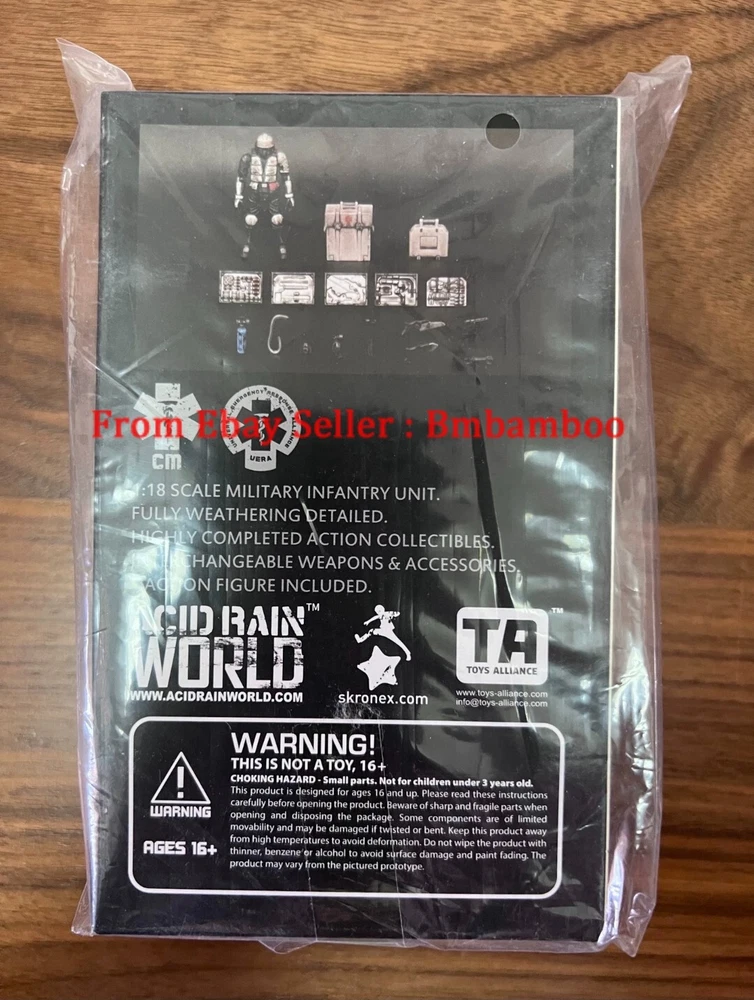 From Ebay Seller : Bmbamboo
CM
EMERGENCY RESPONSE ALLIANCE
UERA
1:18 SCALE MILITARY INFANTRY UNIT.
FULLY WEATHERING DETAILED.
HIGHLY COMPLETED ACTION COLLECTIBLES.
& ACCESSORIES.
ACTION FIGURE INCLUDED.
ACID RAIN™
WORLD
WWW.ACIDRAINWORLD.COM
skronex.com
TA™
TOYS ALLIANCE
www.toys-alliance.com
info@toys-alliance.com
WARNING!
THIS IS NOT A TOY, 16+
CHOKING HAZARD - Small parts. Not for children under 3 years old.
This product is designed for ages 16 and up. Please read these instructions
carefully before opening the product. Beware of sharp and fragile parts when
opening and disposing the package. Some components are of limited
movability and may be damaged if twisted or bent. Keep this product away
from high temperatures to avoid deformation. Do not wipe the product with
thinner, benzene or alcohol to avoid surface damage and paint fading. The
product may vary from the pictured prototype.
WARNING
AGES 16+